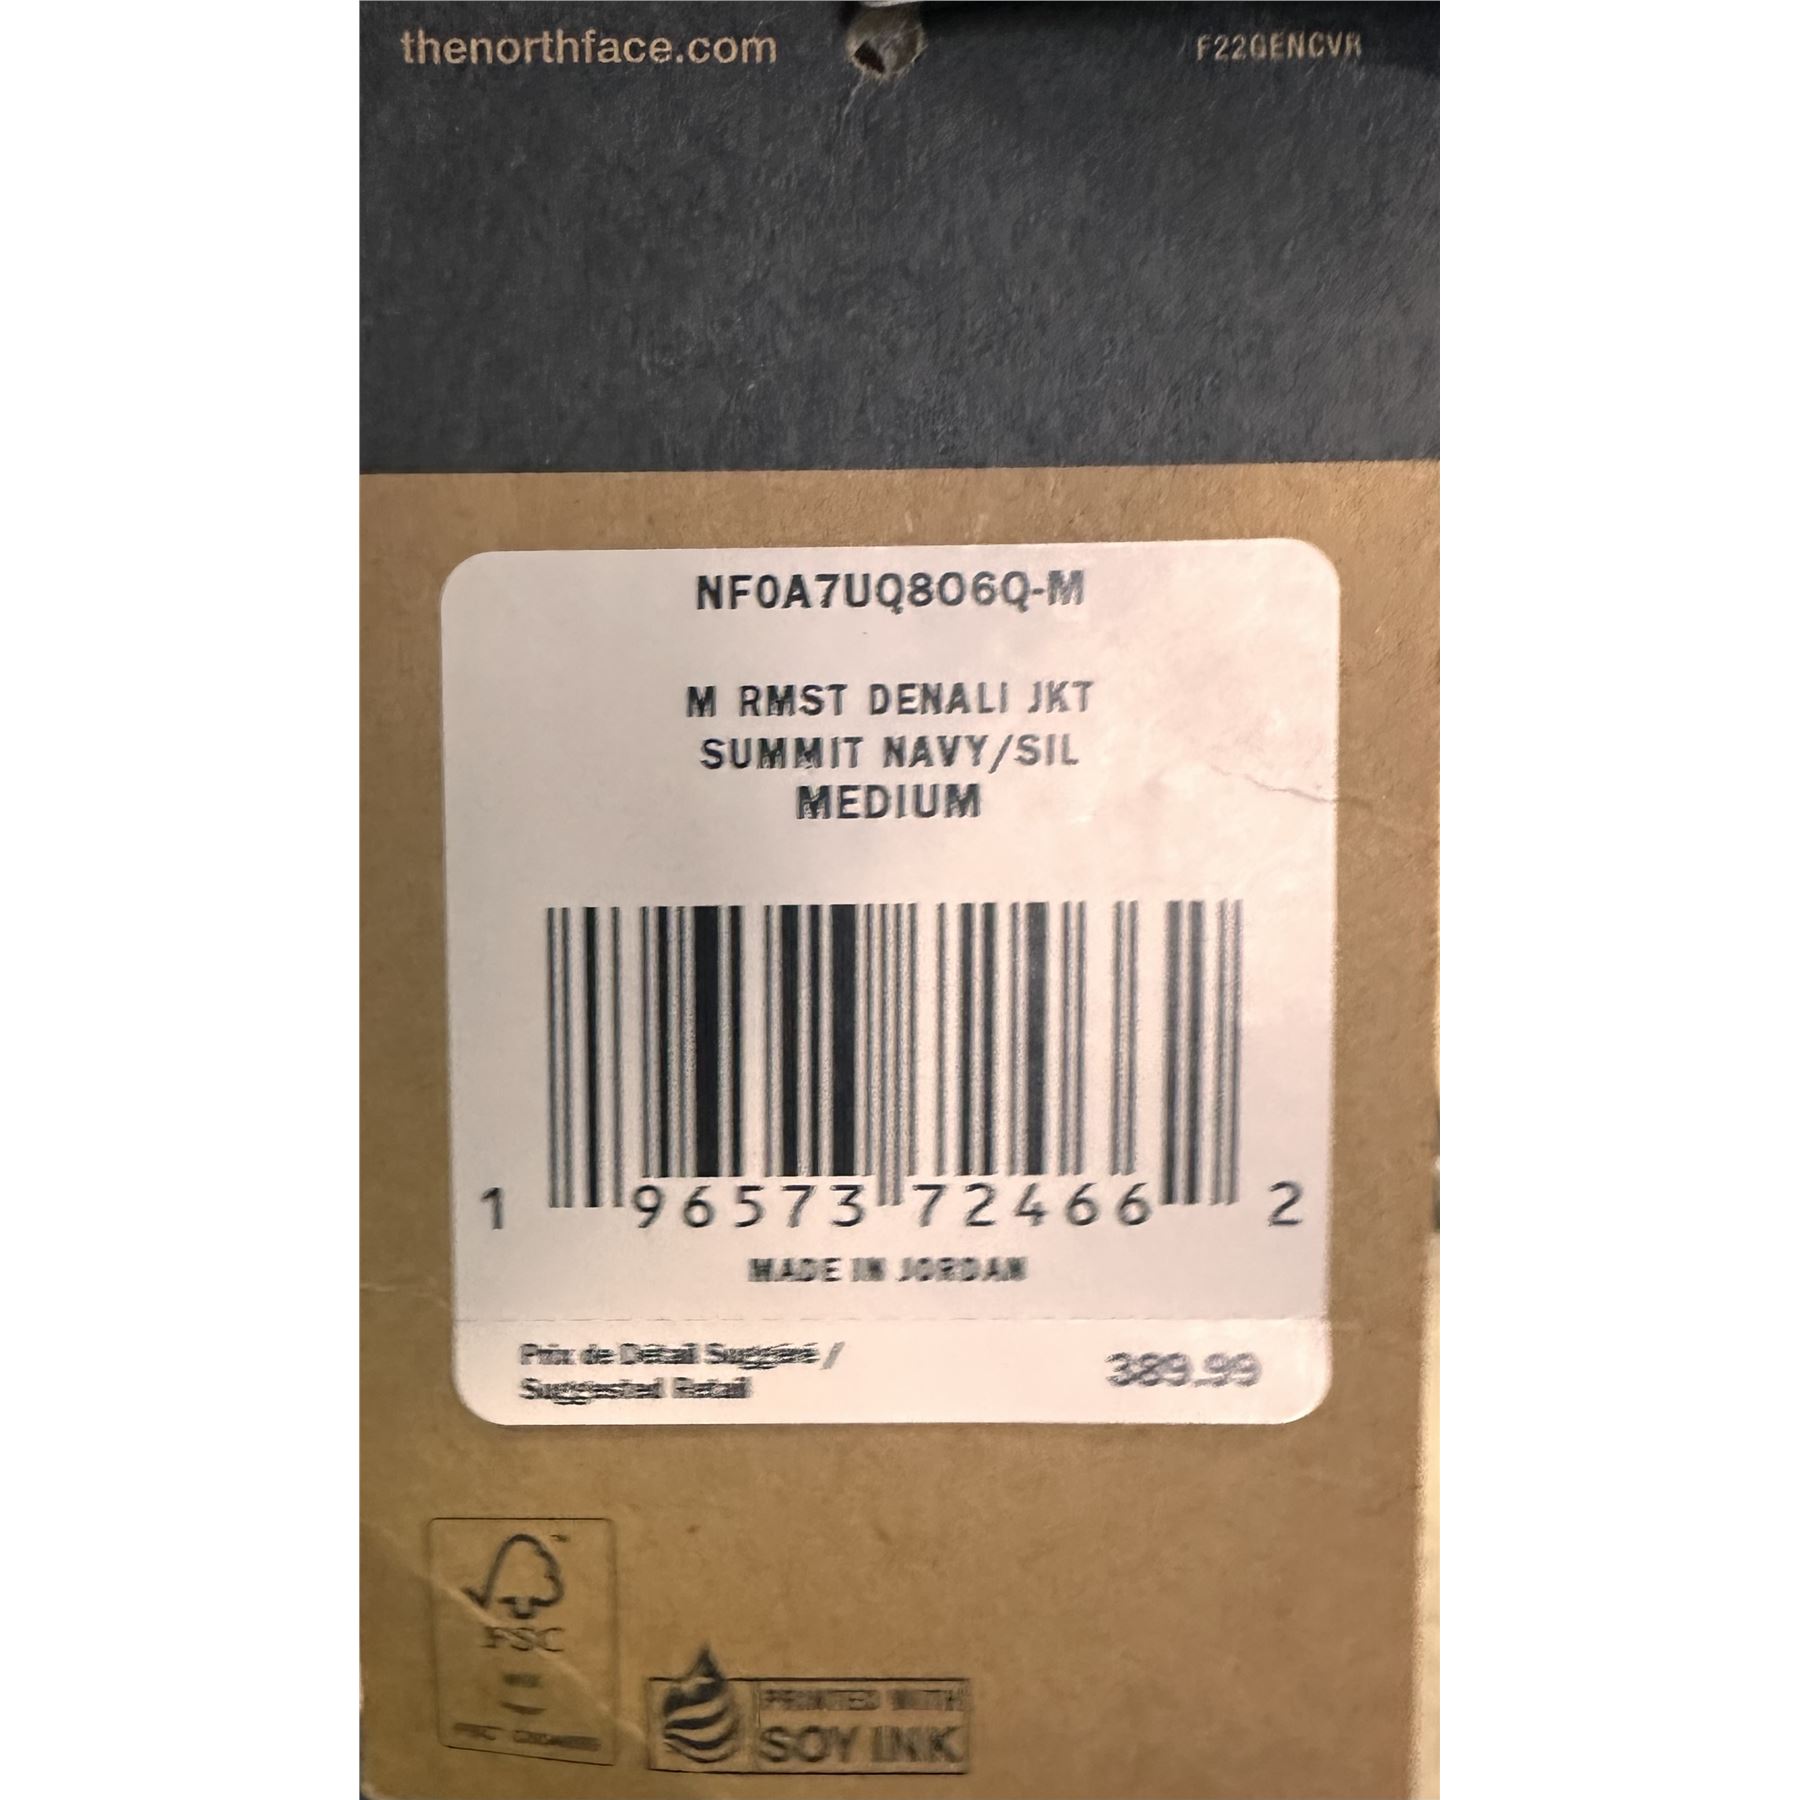 thenorthface.com
F22GENCVR
NF0A7UQ8O6Q-M
M RMST DENALI JKT
SUMMIT NAVY/SIL
MEDIUM
1 96573 72466 2
MADE IN JORDAN
Prix de Détail Suggéré /
Suggested Retail
389.99
FSC
PRINTED WITH
SOY INK